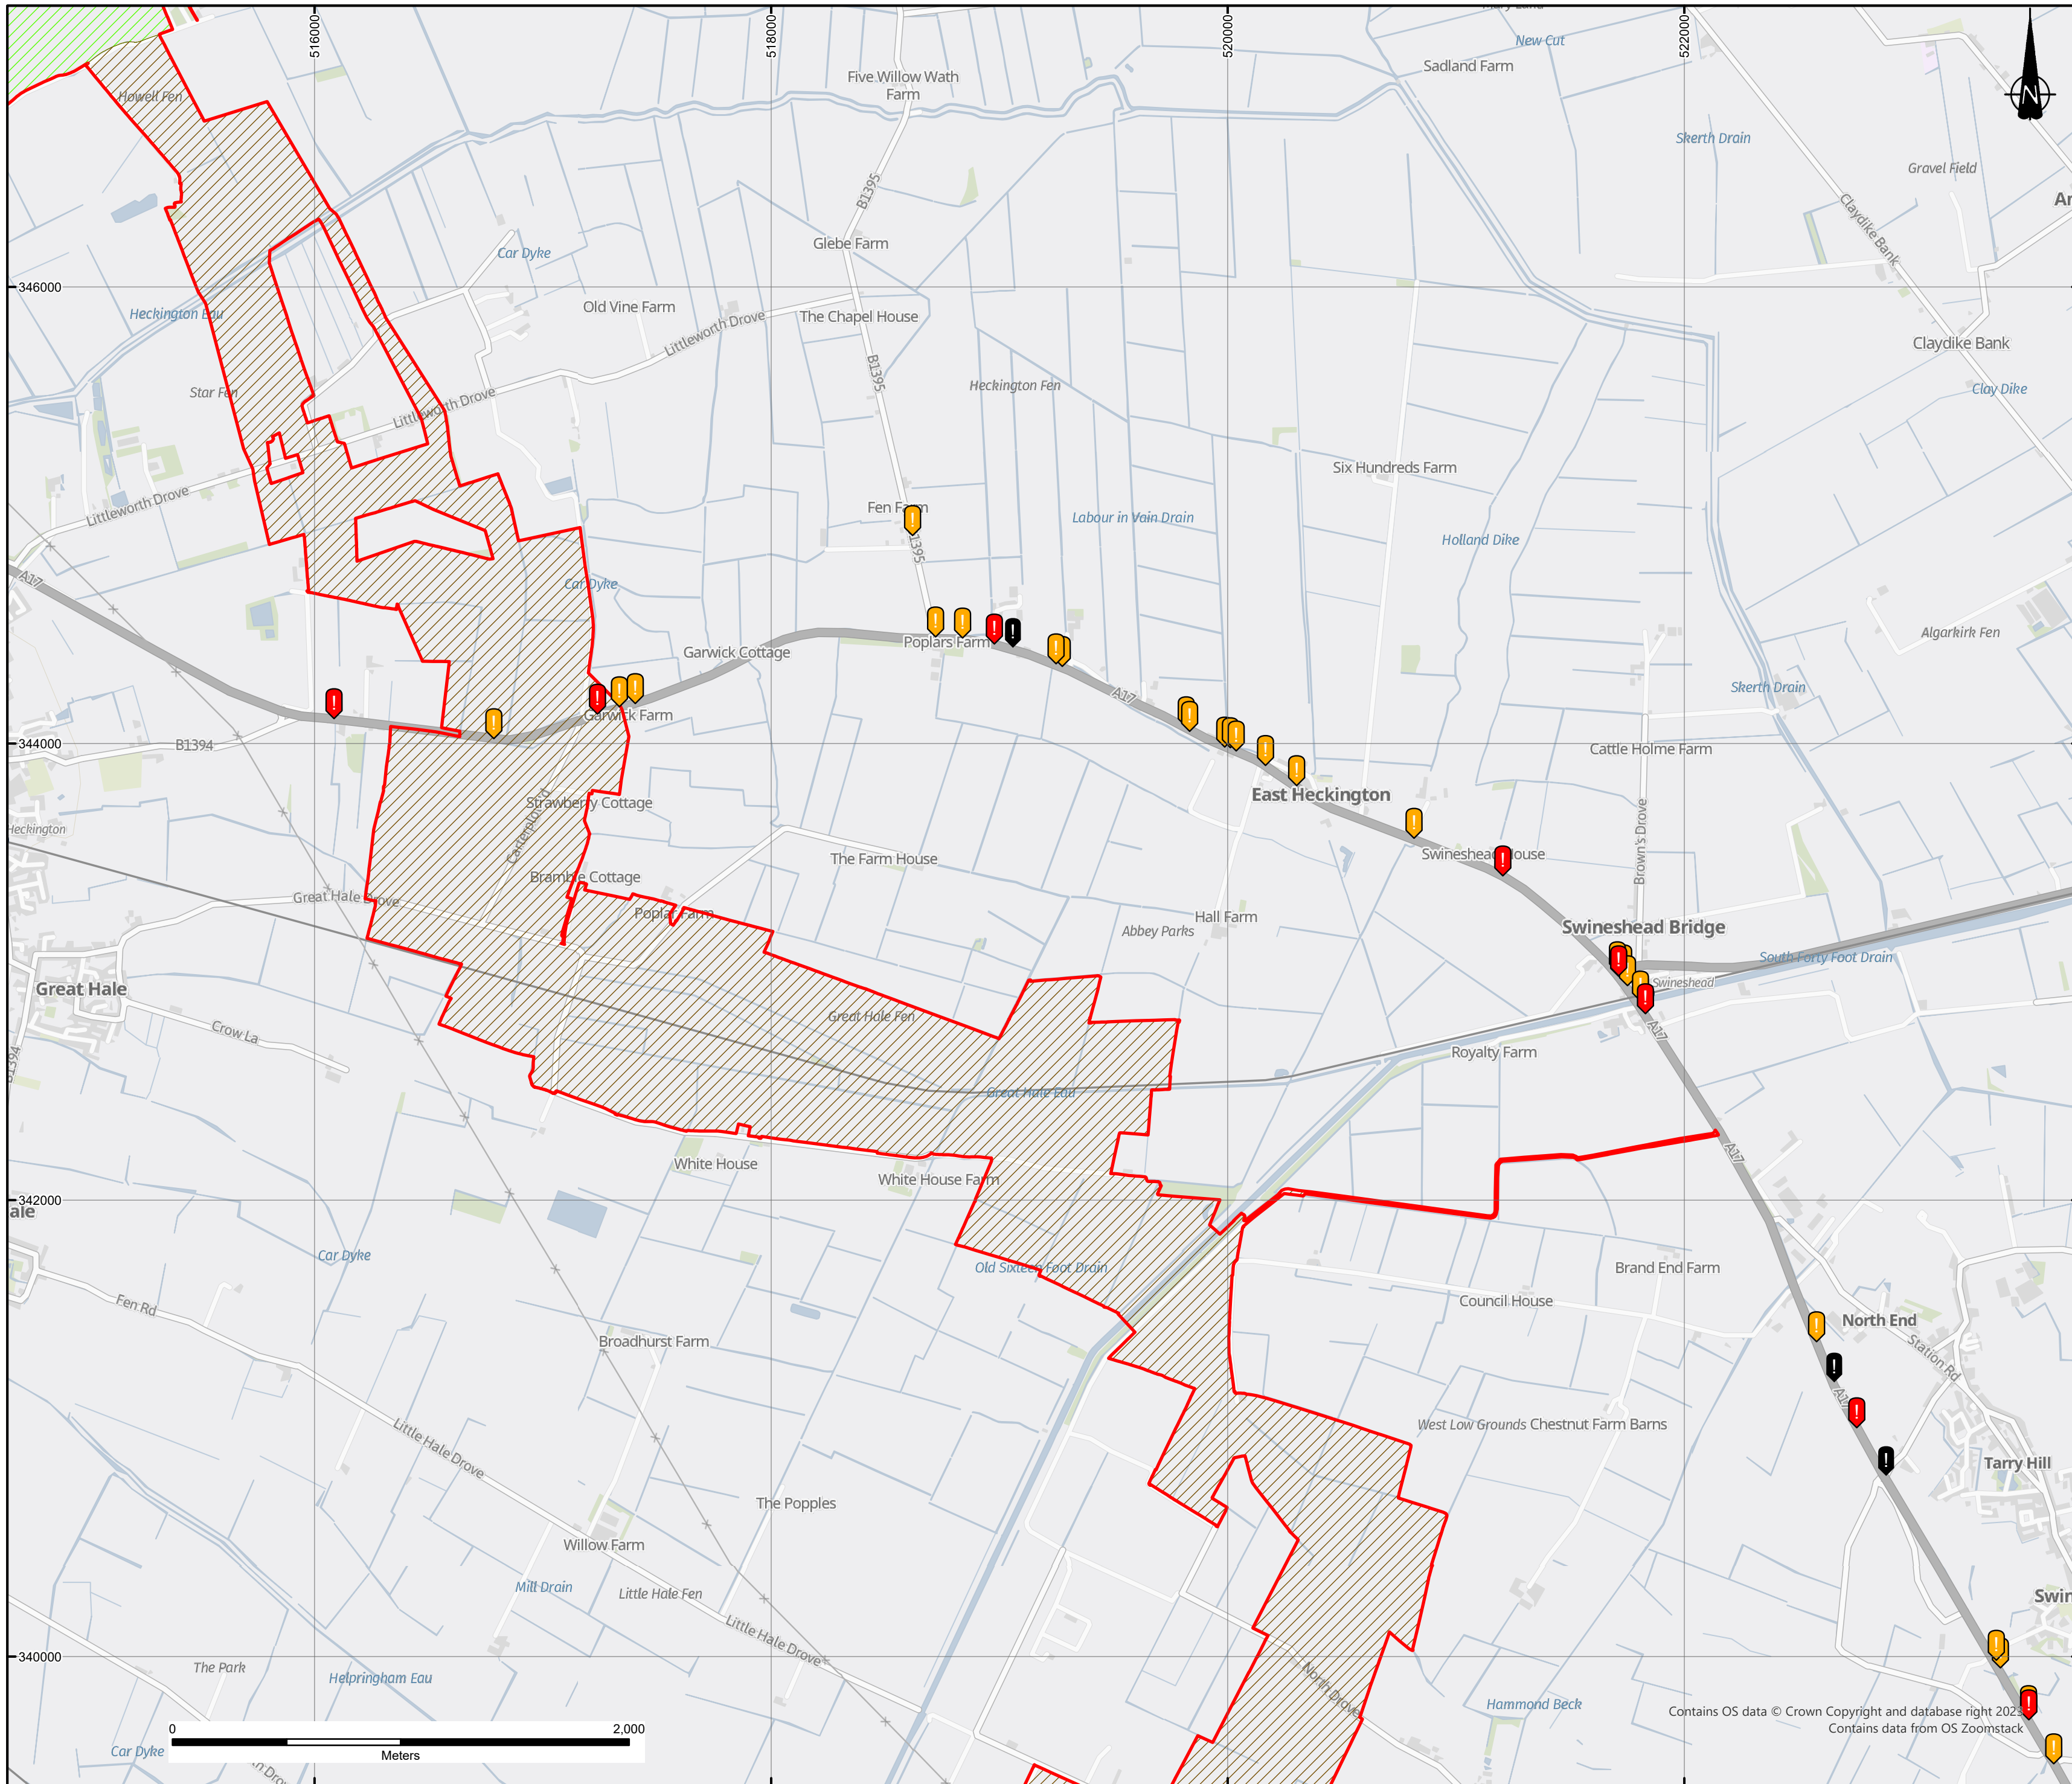 516000
518000
520000
522000
New Cut
Sadland Farm
Five Willow Wath
Farm
Howell Fen
N
Skerth Drain
Gravel Field
B1395
Claydike Bank
Ar
Glebe Farm
Car Dyke
346000
Heckington Eau
Old Vine Farm
Littleworth Drove
The Chapel House
Claydike Bank
B1395
Heckington Fen
Clay Dike
Star Fen
Littleworth Drove
Six Hundreds Farm
Littleworth Drove
Fen Farm
Labour in Vain Drain
Holland Dike
1395
A17
Car Dyke
Algarkirk Fen
Poplars Farm
Garwick Cottage
Skerth Drain
A17
Garwick Farm
B1394
344000
Cattle Holme Farm
East Heckington
Strawberry Cottage
Carterplot Rd
Heckington
Brown's Drove
The Farm House
Swineshead House
Bramble Cottage
Great Hale Drove
Poplar Farm
Hall Farm
Abbey Parks
Swineshead Bridge
South Forty Foot Drain
Swineshead
Great Hale
Great Hale Fen
Crow La
A17
Royalty Farm
B1394
Great Hale Eau
A17
White House
White House Farm
342000
ale
Car Dyke
Old Sixteen Foot Drain
Brand End Farm
Council House
Fen Rd
North End
Broadhurst Farm
Station Rd
A17
West Low Grounds
Chestnut Farm Barns
Little Hale Drove
Tarry Hill
The Popples
Willow Farm
Mill Drain
Little Hale Fen
Swin
Little Hale Drove
340000
The Park
Helpringham Eau
North Drove
Hammond Beck
Contains OS data © Crown Copyright and database right 2023
Contains data from OS Zoomstack
0
2,000
Meters
Car Dyke